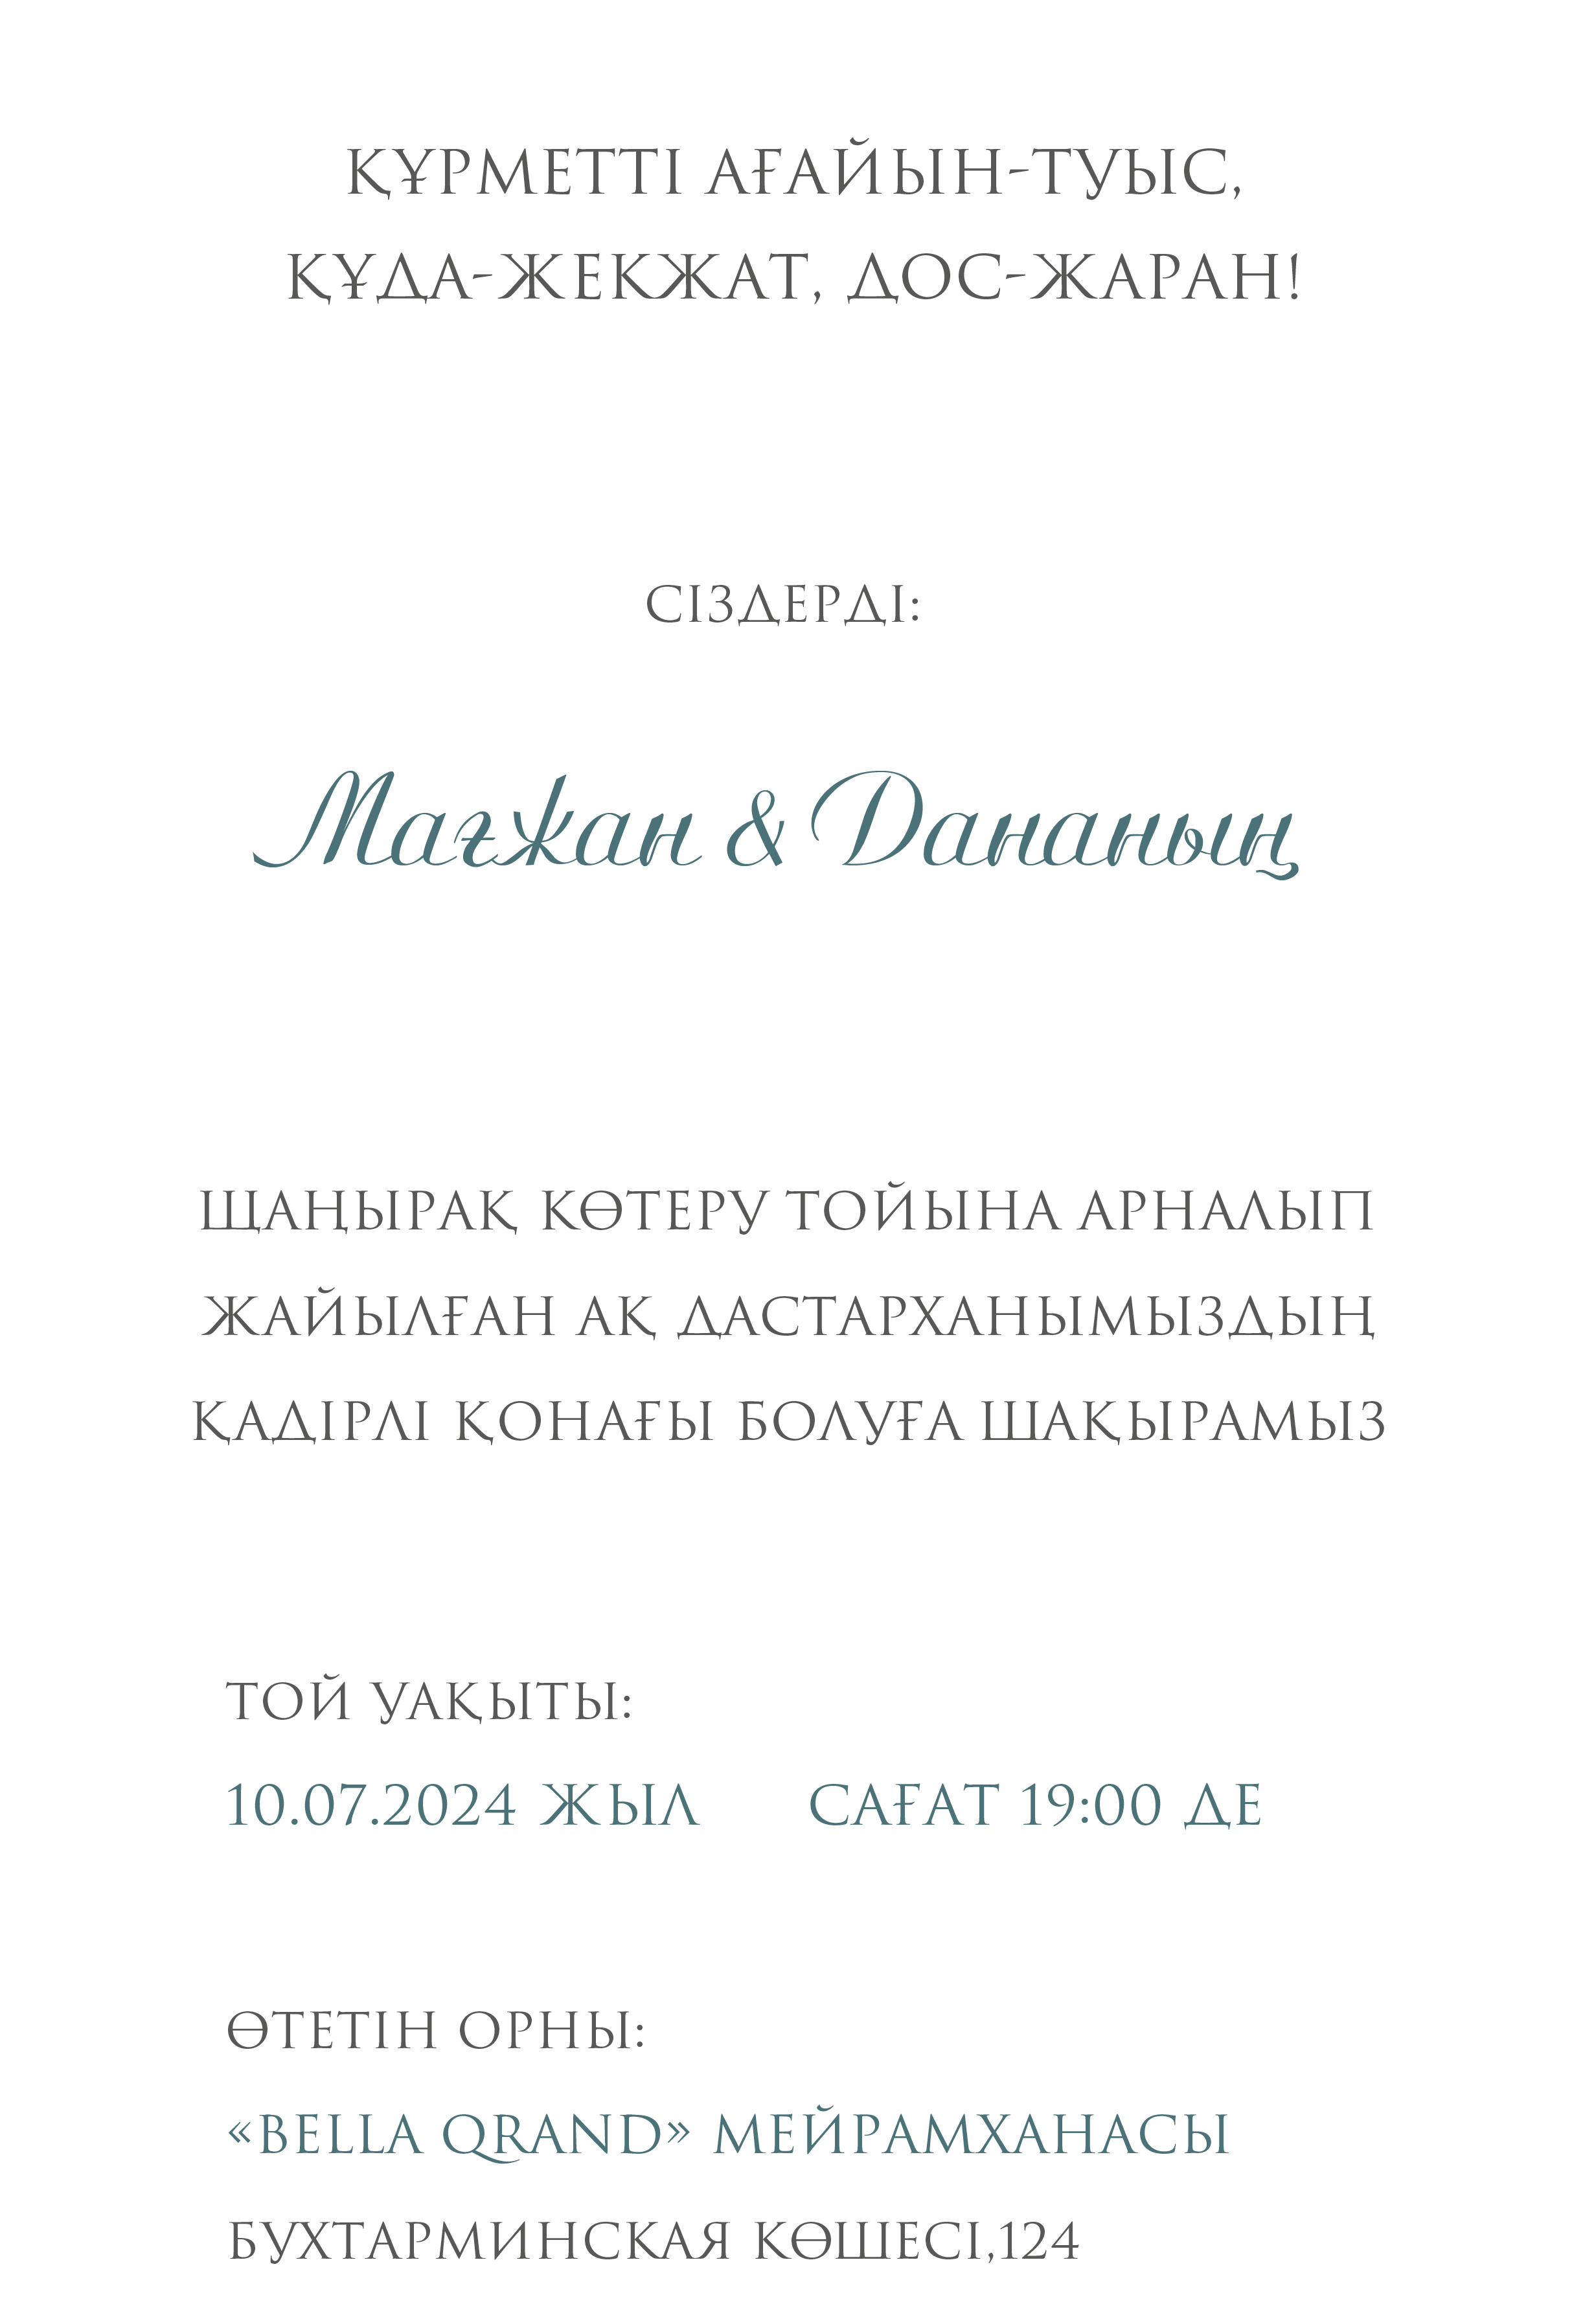 ҚҰРМЕТТІ АҒАЙЫН-ТУЫС,
ҚҰДА-ЖЕКЖАТ, ДОС-ЖАРАН!
СІЗДЕРДІ:
Мағжан & Дананың
ЩАҢЫРАҚ КӨТЕРУ ТОЙЫНА АРНАЛЫП
ЖАЙЫЛҒАН АҚ ДАСТАРХАНЫМЫЗДЫҢ
ҚАДІРЛІ ҚОНАҒЫ БОЛУҒА ШАҚЫРАМЫЗ
ТОЙ УАҚЫТЫ:
10.07.2024 ЖЫЛ САҒАТ 19:00 ДЕ
ӨТЕТІН ОРНЫ:
«BELLA QRAND» МЕЙРАМХАНАСЫ
БУХТАРМИНСКАЯ КӨШЕСІ,124